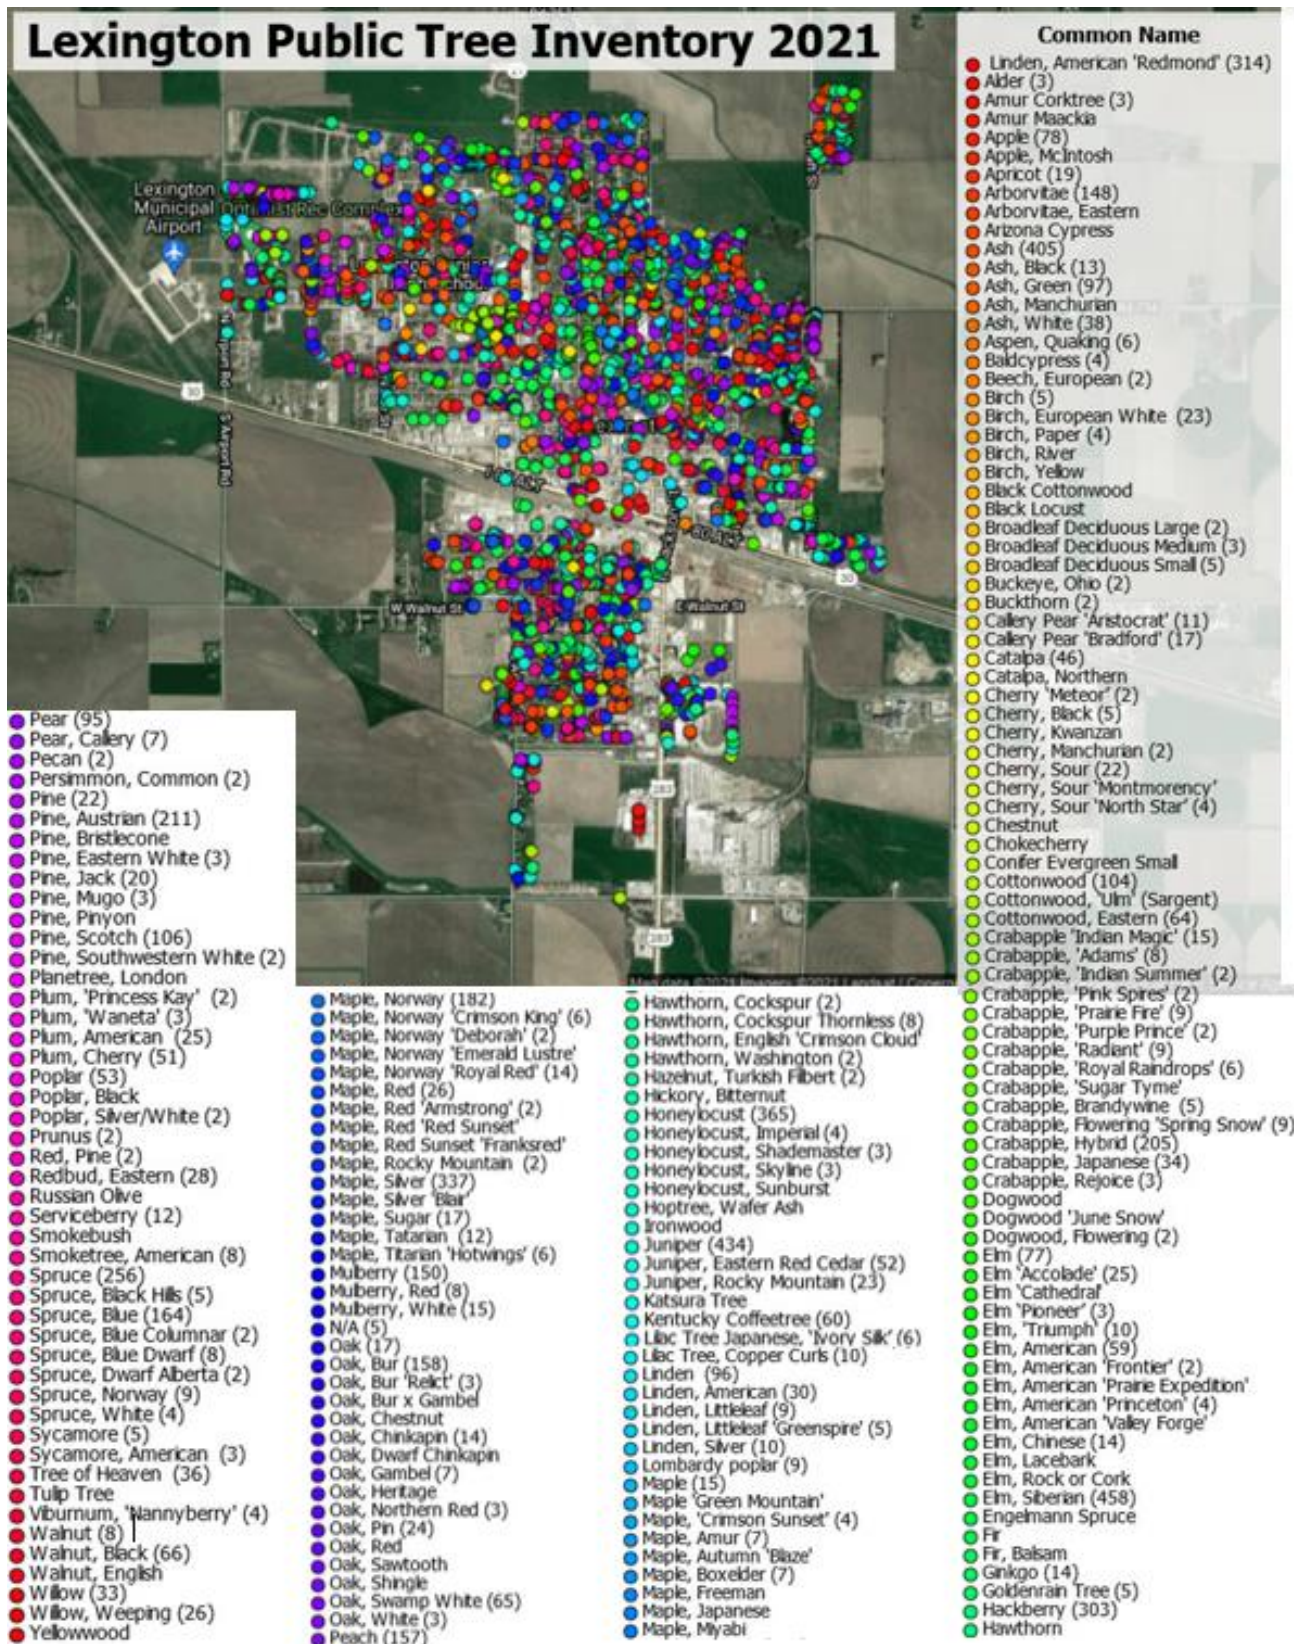 Lexington Public Tree Inventory 2021
Common Name
Linden, American 'Redmond' (314)
Alder (3)
Amur Corktree (3)
Amur Maackia
Apple (78)
Apple, McIntosh
Apricot (19)
Arborvitae (148)
Arborvitae, Eastern
Arizona Cypress
Ash (405)
Ash, Black (13)
Ash, Green (97)
Ash, Manchurian
Ash, White (38)
Aspen, Quaking (6)
Baldcypress (4)
Beech, European (2)
Birch (5)
Birch, European White (23)
Birch, Paper (4)
Birch, River
Birch, Yellow
Black Cottonwood
Black Locust
Broadleaf Deciduous Large (2)
Broadleaf Deciduous Medium (3)
Broadleaf Deciduous Small (5)
Buckeye, Ohio (2)
Buckthorn (2)
Callery Pear 'Aristocrat' (11)
Callery Pear 'Bradford' (17)
Catalpa (46)
Catalpa, Northern
Cherry 'Meteor' (2)
Cherry, Black (5)
Cherry, Kwanzan
Cherry, Manchurian (2)
Cherry, Sour (22)
Cherry, Sour 'Montmorency'
Cherry, Sour 'North Star' (4)
Chestnut
Chokecherry
Conifer Evergreen Small
Cottonwood (104)
Cottonwood, 'Ulm' (Sargent)
Cottonwood, Eastern (64)
Crabapple 'Indian Magic' (15)
Crabapple, 'Adams' (8)
Crabapple, 'Indian Summer' (2)
Crabapple, 'Pink Spires' (2)
Crabapple, 'Prairie Fire' (9)
Crabapple, 'Purple Prince' (2)
Crabapple, 'Radiant' (9)
Crabapple, 'Royal Raindrops' (6)
Crabapple, 'Sugar Tyme'
Crabapple, Brandywine (5)
Crabapple, Flowering 'Spring Snow' (9)
Crabapple, Hybrid (205)
Crabapple, Japanese (34)
Crabapple, Rejoice (3)
Dogwood
Dogwood 'June Snow'
Dogwood, Flowering (2)
Elm (77)
Elm 'Accolade' (25)
Elm 'Cathedral'
Elm 'Pioneer' (3)
Elm, 'Triumph' (10)
Elm, American (59)
Elm, American 'Frontier' (2)
Elm, American 'Prairie Expedition'
Elm, American 'Princeton' (4)
Elm, American 'Valley Forge'
Elm, Chinese (14)
Elm, Lacebark
Elm, Rock or Cork
Elm, Siberian (458)
Engelmann Spruce
Fir
Fir, Balsam
Ginkgo (14)
Goldenrain Tree (5)
Hackberry (303)
Hawthorn
Hawthorn, Cockspur (2)
Hawthorn, Cockspur Thornless (8)
Hawthorn, English 'Crimson Cloud'
Hawthorn, Washington (2)
Hazelnut, Turkish Filbert (2)
Hickory, Bitternut
Honeylocust (365)
Honeylocust, Imperial (4)
Honeylocust, Shademaster (3)
Honeylocust, Skyline (3)
Honeylocust, Sunburst
Hoptree, Wafer Ash
Ironwood
Juniper (434)
Juniper, Eastern Red Cedar (52)
Juniper, Rocky Mountain (23)
Katsura Tree
Kentucky Coffeetree (60)
Lilac Tree Japanese, 'Ivory Silk' (6)
Lilac Tree, Copper Curls (10)
Linden (96)
Linden, American (30)
Linden, Littleleaf (9)
Linden, Littleleaf 'Greenspire' (5)
Linden, Silver (10)
Lombardy poplar (9)
Maple (15)
Maple 'Green Mountain'
Maple, 'Crimson Sunset' (4)
Maple, Amur (7)
Maple, Autumn 'Blaze'
Maple, Boxelder (7)
Maple, Freeman
Maple, Japanese
Maple, Miyabi
Maple, Norway (182)
Maple, Norway 'Crimson King' (6)
Maple, Norway 'Deborah' (2)
Maple, Norway 'Emerald Lustre'
Maple, Norway 'Royal Red' (14)
Maple, Red (26)
Maple, Red 'Armstrong' (2)
Maple, Red 'Red Sunset'
Maple, Red Sunset 'Franksred'
Maple, Rocky Mountain (2)
Maple, Silver (337)
Maple, Silver 'Blair'
Maple, Sugar (17)
Maple, Tatarian (12)
Maple, Titarian 'Hotwings' (6)
Mulberry (150)
Mulberry, Red (8)
Mulberry, White (15)
N/A (5)
Oak (17)
Oak, Bur (158)
Oak, Bur 'Relict' (3)
Oak, Bur x Gambel
Oak, Chestnut
Oak, Chinkapin (14)
Oak, Dwarf Chinkapin
Oak, Gambel (7)
Oak, Heritage
Oak, Northern Red (3)
Oak, Pin (24)
Oak, Red
Oak, Sawtooth
Oak, Shingle
Oak, Swamp White (65)
Oak, White (3)
Peach (157)
Pear (95)
Pear, Callery (7)
Pecan (2)
Persimmon, Common (2)
Pine (22)
Pine, Austrian (211)
Pine, Bristlecone
Pine, Eastern White (3)
Pine, Jack (20)
Pine, Mugo (3)
Pine, Pinyon
Pine, Scotch (106)
Pine, Southwestern White (2)
Planetree, London
Plum, 'Princess Kay' (2)
Plum, 'Waneta' (3)
Plum, American (25)
Plum, Cherry (51)
Poplar (53)
Poplar, Black
Poplar, Silver/White (2)
Prunus (2)
Red, Pine (2)
Redbud, Eastern (28)
Russian Olive
Serviceberry (12)
Smokebush
Smoketree, American (8)
Spruce (256)
Spruce, Black Hills (5)
Spruce, Blue (164)
Spruce, Blue Columnar (2)
Spruce, Blue Dwarf (8)
Spruce, Dwarf Alberta (2)
Spruce, Norway (9)
Spruce, White (4)
Sycamore (5)
Sycamore, American (3)
Tree of Heaven (36)
Tulip Tree
Viburnum, 'Nannyberry' (4)
Walnut (8)
Walnut, Black (66)
Walnut, English
Willow (33)
Willow, Weeping (26)
Yellowwood
Lexington
Municipal
Airport
Optimist Rec Complex
N Airport Rd
S Airport Rd
30
W Walnut St
E Walnut St
30
283
283